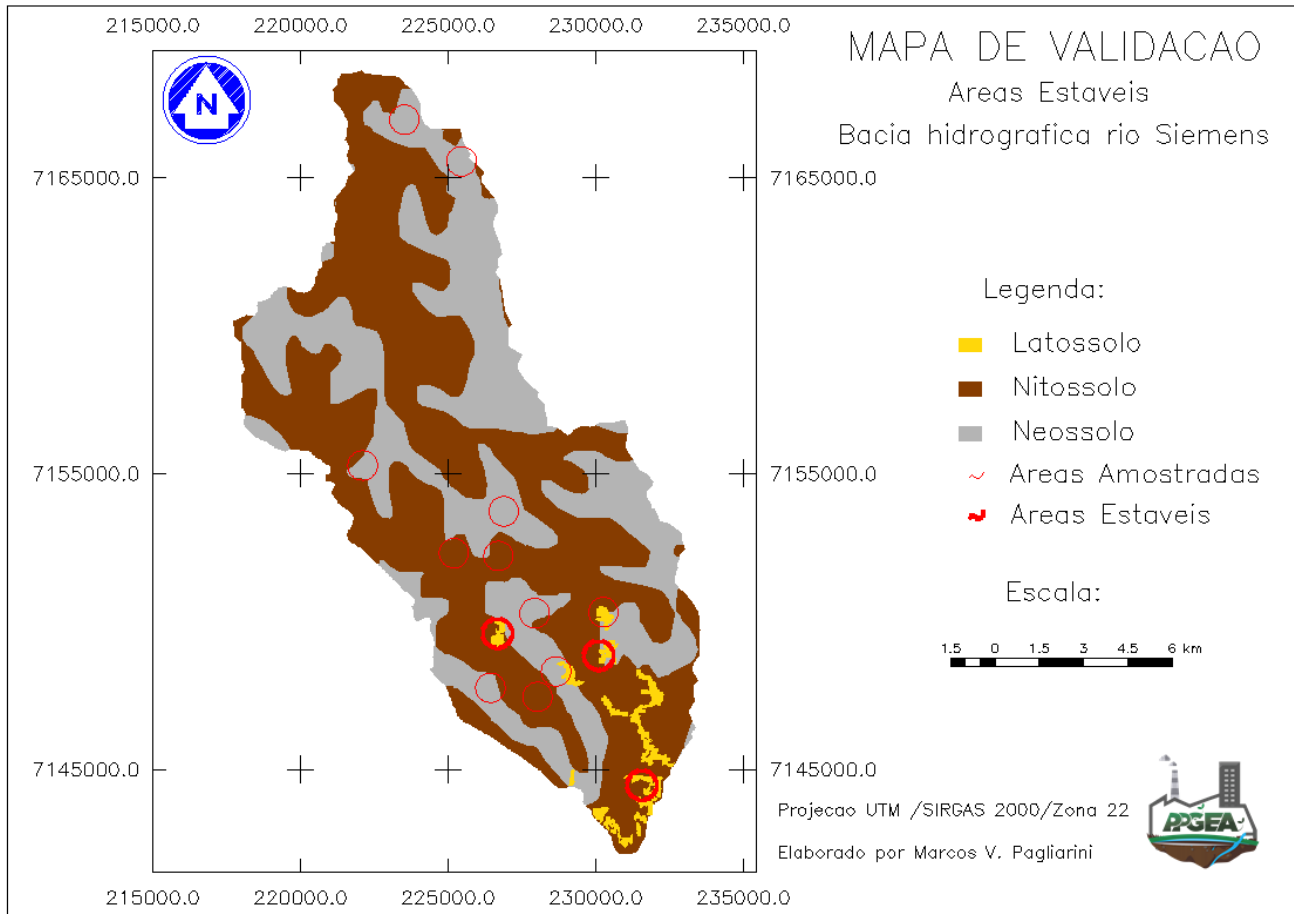 215000.0 220000.0 225000.0 230000.0 235000.0
MAPA DE VALIDACAO
Areas Estaveis
Bacia hidrografica rio Siemens
N
7165000.0 7165000.0
Legenda:
Latossolo
Nitossolo
Neossolo
7155000.0 7155000.0
Areas Amostradas
Areas Estaveis
Escala:
1.5 0 1.5 3 4.5 6 km
7145000.0 7145000.0
Projecao UTM /SIRGAS 2000/Zona 22
PPGEA
Elaborado por Marcos V. Pagliarini
215000.0 220000.0 225000.0 230000.0 235000.0